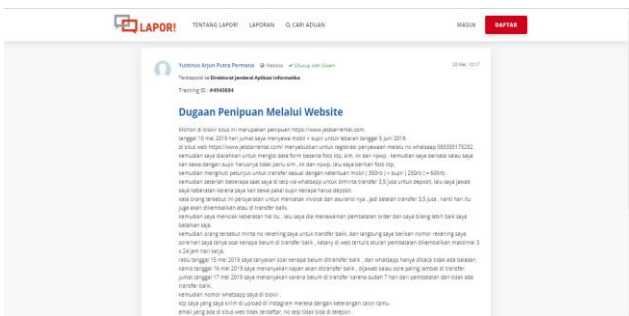 LAPOR!
TENTANG LAPOR! LAPORAN CARI ADUAN MASUK DAFTAR
Yustinus Arjun Putra Permana Website Ditutup oleh Sistem
Terdisposisi ke Direktorat Jenderal Aplikasi Informatika
Tracking ID : #4940884
Dugaan Penipuan Melalui Website
Mohon di blokir situs ini merupakan penipuan https://www.jetstarrental.com.
tanggal 10 mei 2019 hari jumat saya menyewa mobil + supir untuk lebaran tanggal 5 juni 2019.
di situs web https://www.jetstarrental.com/ menyebutkan untuk registrasi penyewaan melalui no whatsaap 085355175252.
kemudian saya diarahkan untuk mengisi data form beserta foto ktp, sim, kk dan npwp . kemudian saya berkata kalau saya
kan sewa dengan supir harusnya tidak perlu sim , kk dan npwp. lalu saya berikan foto ktp.
kemudian mengikuti petunjuk untuk transfer sesuai dengan ketentuan mobil ( 350rb ) + supir ( 250rb ) = 600rb
kemudian setelah beberapa saat saya di telp via whatsapp untuk diminta transfer 3,5 juta untuk deposit, lalu saya jawab
saya keberatan karena saya kan sewa pakai supir kenapa harus deposit.
kata orang tersebut ini persyaratan untuk mencetak invoice dan asuransi nya , jadi setelah transfer 3,5 juta , nanti hari itu
juga akan dikembalikan atau di transfer balik.
kemudian saya menolak keberatan hal itu , lalu saya dia menawarkan pembatalan order dan saya bilang lebih baik saya
batalkan saja.
kemudian orang tersebut minta no rekening saya untuk transfer balik, dan langsung saya berikan nomor rekening saya
sore hari saya tanya soal kenapa belum di transfer balik , katany di web tertulis aturan pembatalan dikembalikan maksimal 3
x 24 jam hari kerja.
rabu tanggal 15 mei 2019 saya tanyakan soal kenapa belum ditransfer balik , dan whatsapp hanya dibaca tidak ada balasan.
kamis tanggal 16 mei 2019 saya menanyakan kapan akan ditransfer balik , dijawab kalau sore paling lambat di transfer.
jumat tanggal 17 mei 2019 saya menanyakan karena belum di transfer karena sudah 7 hari dari pembatalan dan tidak ada
transfer balik.
kemudian nomor whatsapp saya di blokir .
ktp saya yang saya kirim di upload di instagram mereka dengan keterangan calon tamu .
email yang ada di situs web tidak terdaftar, no telp tidak bisa di telepon .